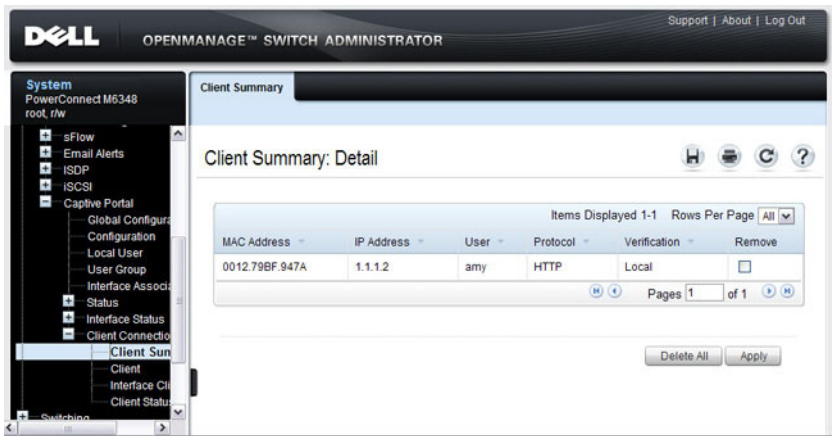 Support | About | Log Out
DELL
OPENMANAGE™ SWITCH ADMINISTRATOR
System
PowerConnect M6348
root, r/w
sFlow
Email Alerts
ISDP
iSCSI
Captive Portal
Global Configura
Configuration
Local User
User Group
Interface Associa
Status
Interface Status
Client Connectio
Client Sun
Client
Interface Cli
Client Status
Switching
Client Summary
Client Summary: Detail
Items Displayed 1-1 Rows Per Page All
MAC Address IP Address User Protocol Verification Remove
0012.79BF.947A 1.1.1.2 amy HTTP Local
Pages 1 of 1
Delete All Apply